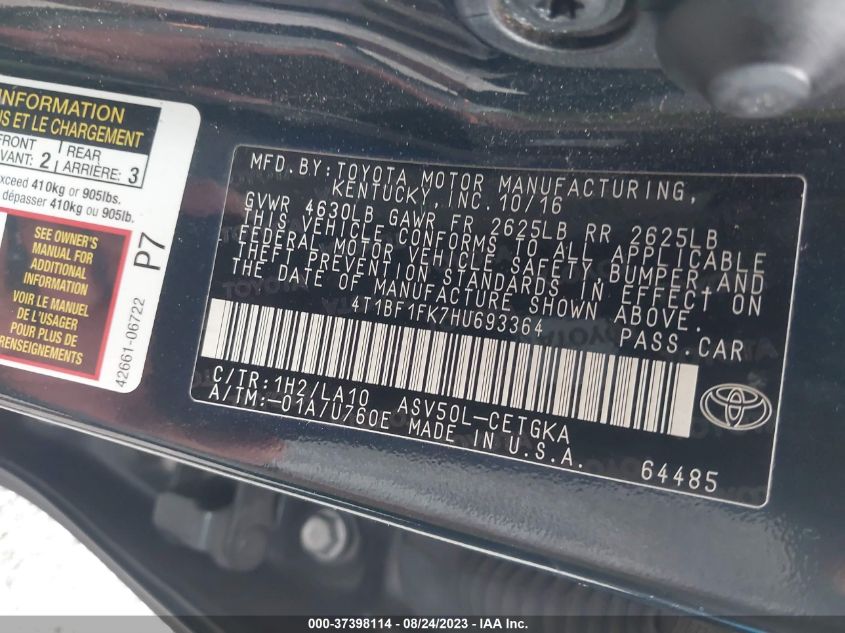 INFORMATION
US ET LE CHARGEMENT
FRONT
VANT: 2
REAR
ARRIÈRE: 3
exceed 410kg or 905lbs.
dépasser 410kg ou 905lb.
SEE OWNER'S
MANUAL FOR
ADDITIONAL
INFORMATION
VOIR LE MANUEL
DE L'USAGER
POUR PLUS DE
RENSEIGNEMENTS
P7
42661-06722
MFD.BY:TOYOTA MOTOR MANUFACTURING,
KENTUCKY, INC. 10/16
GVWR 4630LB GAWR FR 2625LB RR 2625LB
THIS VEHICLE CONFORMS TO ALL APPLICABLE
FEDERAL MOTOR VEHICLE SAFETY,BUMPER,AND
THEFT PREVENTION STANDARDS IN EFFECT ON
THE DATE OF MANUFACTURE SHOWN ABOVE.
4T1BF1FK7HU693364
PASS.CAR
C/TR:1H2/LA10 ASV50L-CETGKA
A/TM:-01A/U760E MADE IN U.S.A.
64485
000-37398114 - 08/24/2023 - IAA Inc.